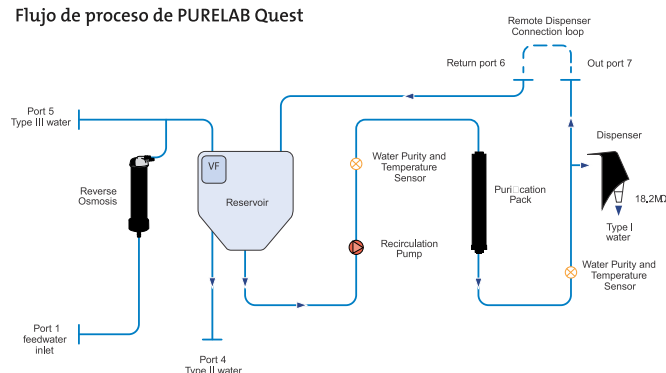 Flujo de proceso de PURELAB Quest
Remote Dispenser
Connection loop
Return port 6
Out port 7
Port 5
Type III water
Dispenser
VF
Reservoir
Water Purity and
Temperature
Sensor
Reverse
Osmosis
Puri□cation
Pack
18.2MΩ
Type I
water
Recirculation
Pump
Water Purity and
Temperature
Sensor
Port 1
feedwater
inlet
Port 4
Type II water